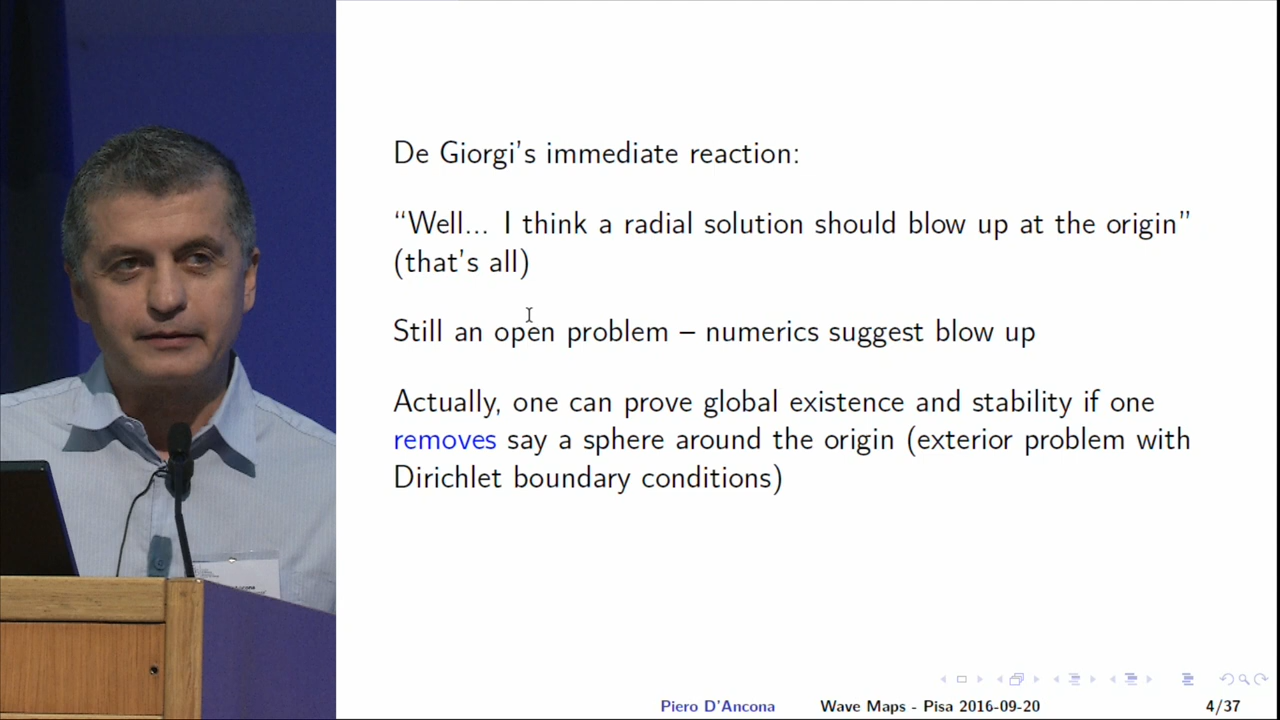 De Giorgi's immediate reaction:
“Well... I think a radial solution should blow up at the origin”
(that's all)
Still an open problem – numerics suggest blow up
Actually, one can prove global existence and stability if one
removes say a sphere around the origin (exterior problem with
Dirichlet boundary conditions)
Piero D'Ancona Wave Maps - Pisa 2016-09-20 4/37